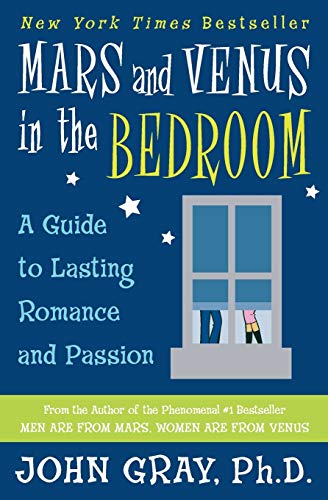 New York Times Bestseller
MARS and VENUS
in the BEDROOM
A Guide
to Lasting
Romance
and Passion
From the Author of the Phenomenal #1 Bestseller
MEN ARE FROM MARS, WOMEN ARE FROM VENUS
JOHN GRAY, Ph.D.